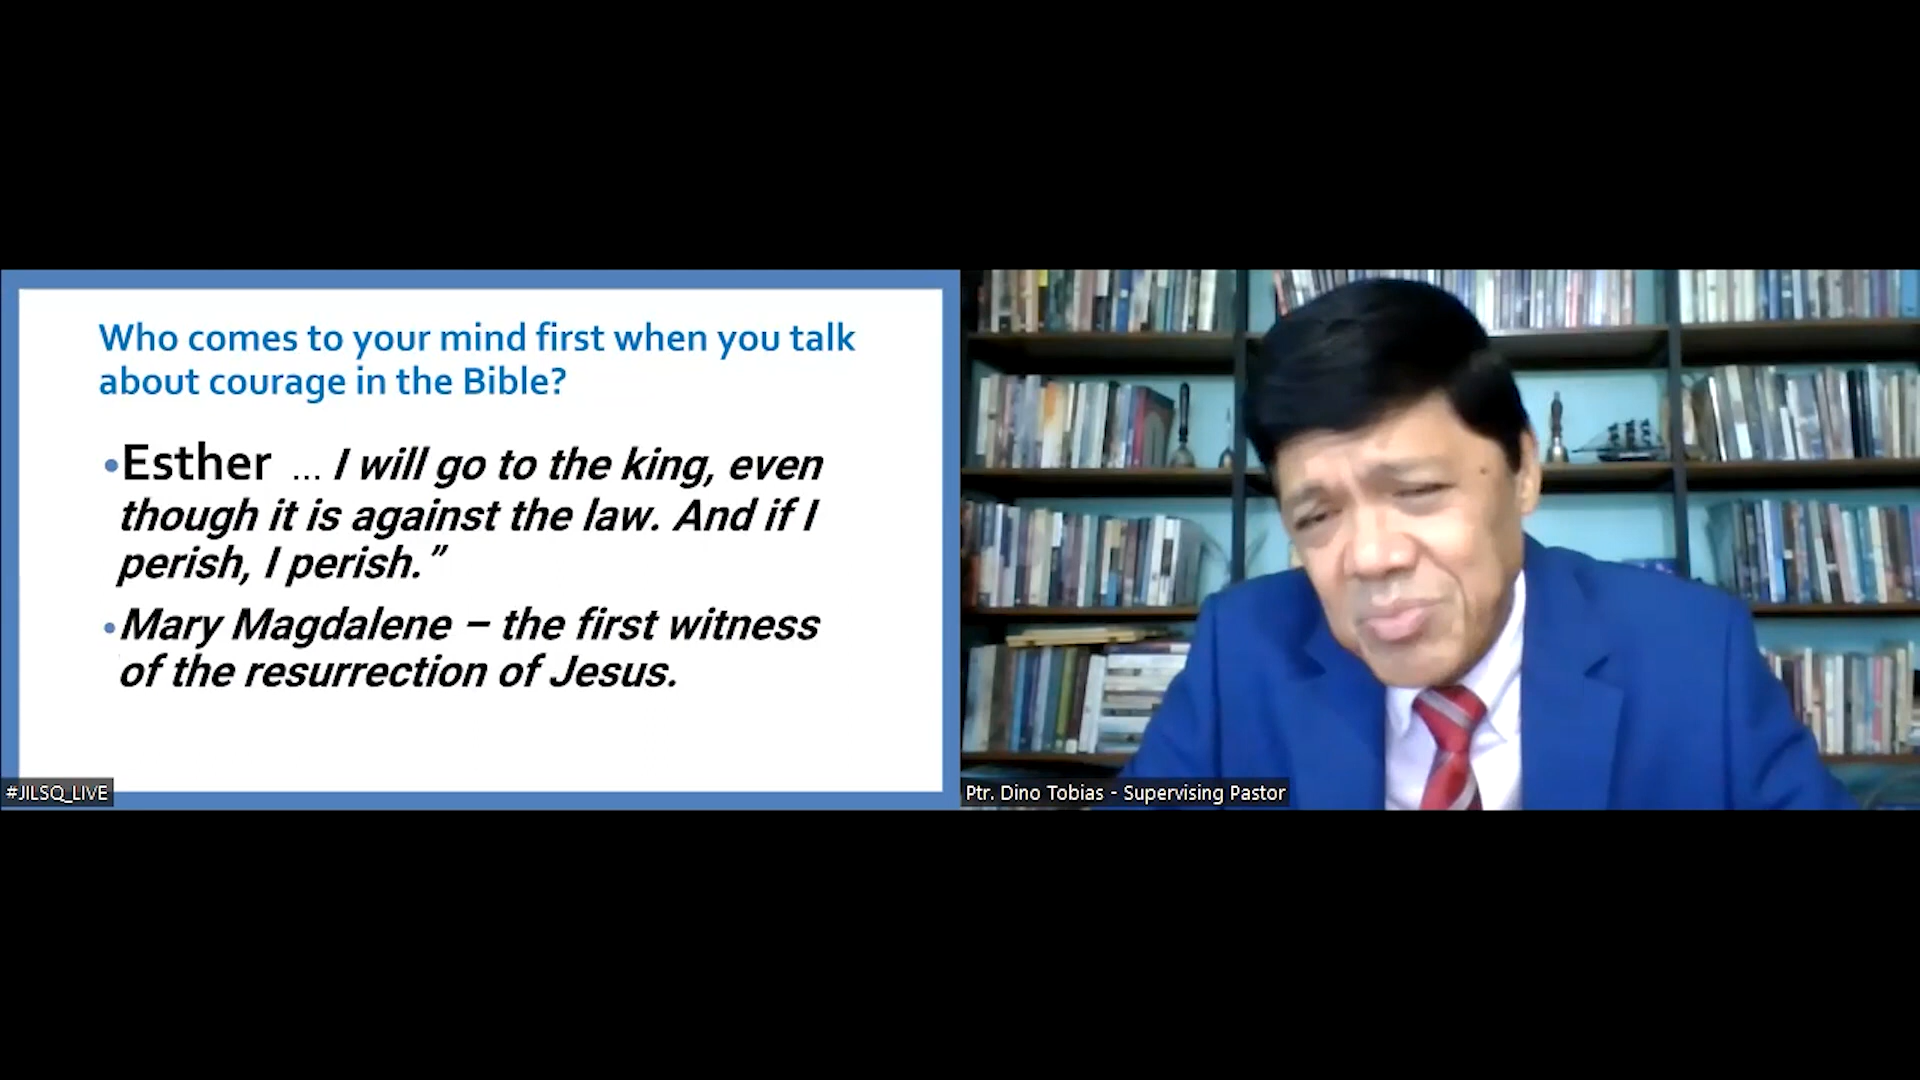 Who comes to your mind first when you talk
about courage in the Bible?
•Esther ... I will go to the king, even
though it is against the law. And if I
perish, I perish.”
•Mary Magdalene – the first witness
of the resurrection of Jesus.
#JILSQ_LIVE
Ptr. Dino Tobias - Supervising Pastor